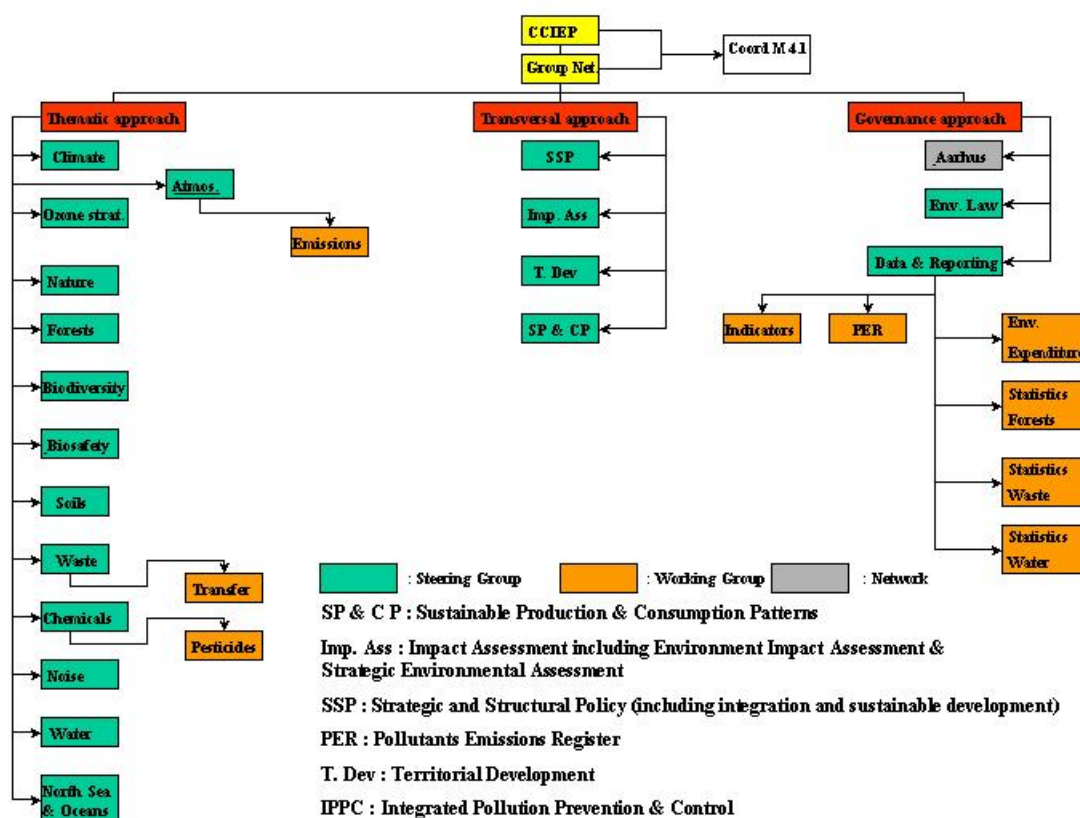 CCIEP
Coord M 4.1
Group Net.
Thematic approach
Transversal approach
Governance approach
Climate
SSP
Aarhus
Atmos.
Ozone strat.
Imp. Ass
Env. Law
Emissions
Nature
T. Dev
Data & Reporting
Forests
SP & CP
Indicators
PER
Env.
Expenditure
Biodiversity
Statistics
Forests
Biosafety
Statistics
Waste
Soils
Statistics
Water
Waste
Transfer
: Steering Group
: Working Group
: Network
Chemicals
Pesticides
Noise
Water
North Sea
& Oceans
SP & C P : Sustainable Production & Consumption Patterns
Imp. Ass : Impact Assessment including Environment Impact Assessment &
Strategic Environmental Assessment
SSP : Strategic and Structural Policy (including integration and sustainable development)
PER : Pollutants Emissions Register
T. Dev : Territorial Development
IPPC : Integrated Pollution Prevention & Control